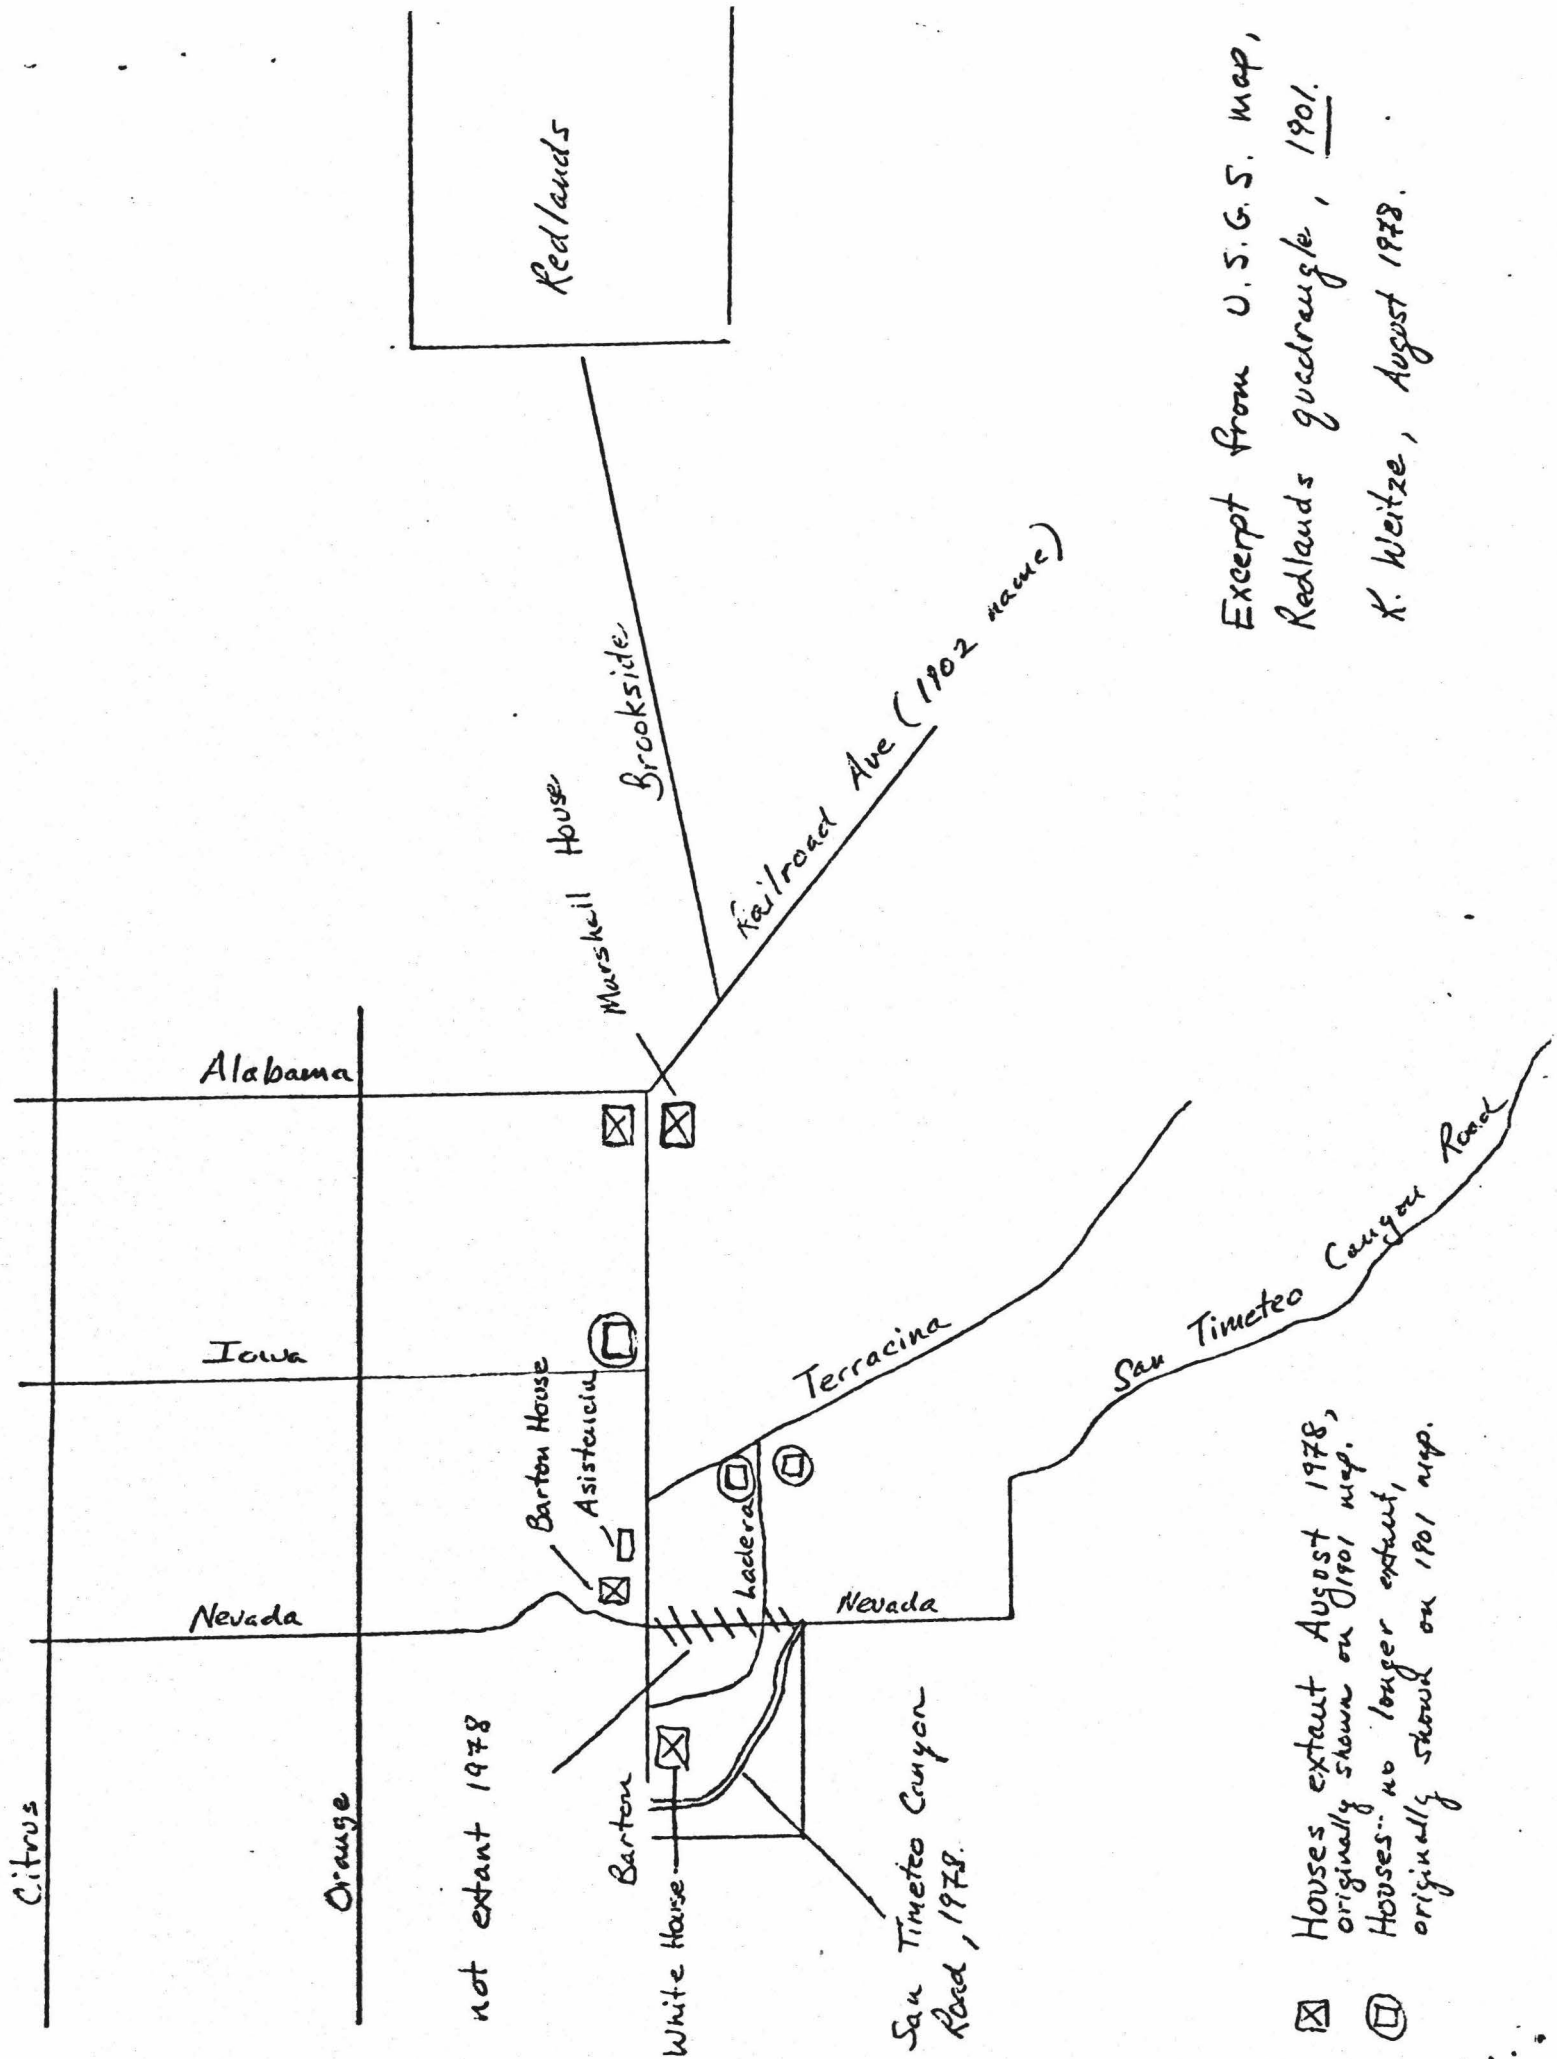 Citrus
Orange
Nevada
Iowa
Alabama
Redlands
not extant 1978
Barton House
Asistencia
Marshall House
Brookside
Barton
White House
Ladera
Terracina
Railroad Ave (1902 name)
Nevada
San Timeteo Canyon
Road, 1978.
San Timeteo Canyon Road
Excerpt from U.S.G.S. map,
Redlands quadrangle, 1901.
K. Weitze, August 1978.
Houses extant August 1978,
originally shown on 1901 map.
Houses no longer extant,
originally shown on 1901 map.